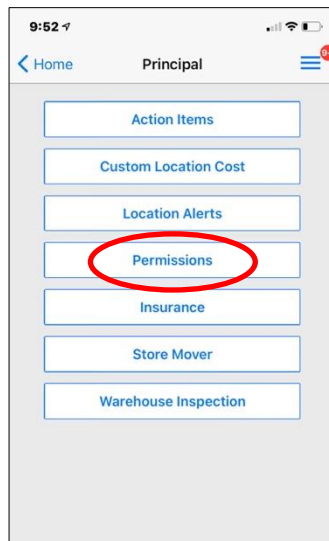 9:52
Home Principal
Action Items
Custom Location Cost
Location Alerts
Permissions
Insurance
Store Mover
Warehouse Inspection